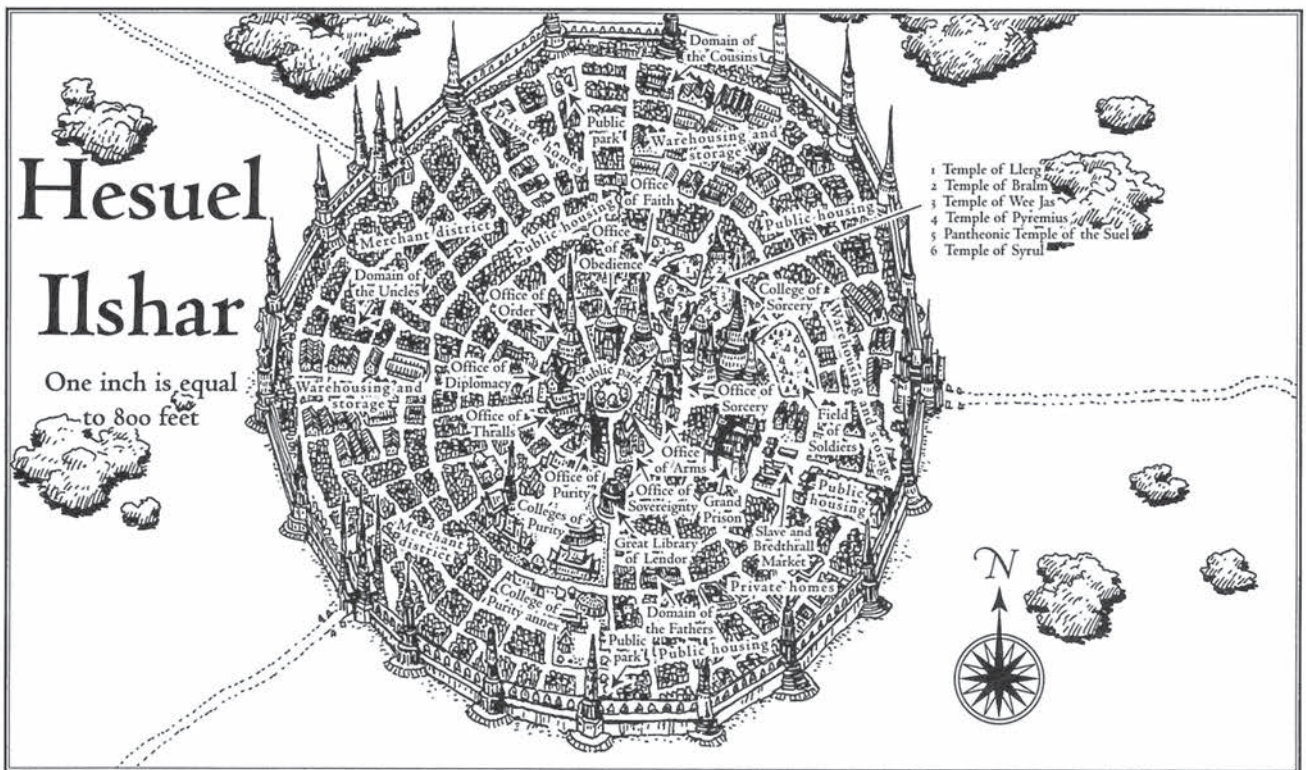 Hesuel
Ilshar
One inch is equal
to 800 feet
Domain of
the Cousins
Private homes
Public
park
Warehousing and
storage
1 Temple of Llerg
2 Temple of Bralm
3 Temple of Wee Jas
4 Temple of Pyremius
5 Pantheonic Temple of the Suel
6 Temple of Syrul
Office
of Faith
Public housing
Merchant district
Public housing
Office
of
Obedience
1
2
3
4
5
6
Domain of
the Uncles
Office of
Order
College of
Sorcery
Warehousing and storage
Office of
Diplomacy
Public park
Warehousing and
storage
Office of
Sorcery
Office of
Thralls
Field
of
Soldiers
Office
of Arms
Office of
Purity
Office of
Sovereignty
Grand
Prison
Public
housing
Colleges of
Purity
Merchant
district
Great Library
of Lendor
Slave and
Bredthrall
Market
Private homes
College of
Purity annex
Domain of
the Fathers
Public
park
Public housing
N